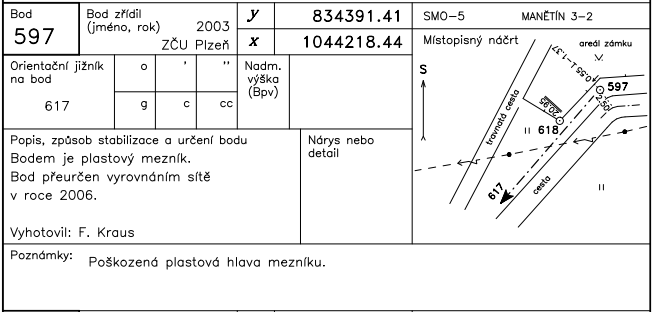 Bod
597
Bod zřídil
(jméno, rok) 2003
ZČU Plzeň
y 834391.41
x 1044218.44
SMO-5 MANĚTÍN 3-2
Orientační jižník
na bod
617
o ' ''
g c cc
Nadm.
výška
(Bpv)
Místopisný náčrt
areál zámku
S
0.55
1.37
597
2.50
20.95
618
travnatá cesta
617
cesta
Popis, způsob stabilizace a určení bodu
Bodem je plastový mezník.
Bod přeurčen vyrovnáním sítě
v roce 2006.
Vyhotovil: F. Kraus
Nárys nebo
detail
Poznámky: Poškozená plastová hlava mezníku.